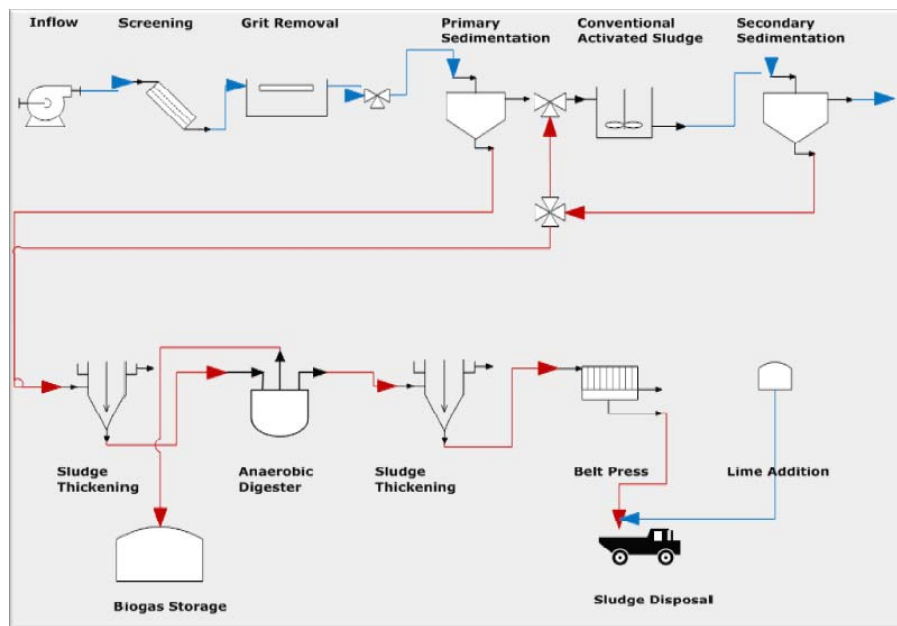 Inflow
Screening
Grit Removal
Primary
Sedimentation
Conventional
Activated Sludge
Secondary
Sedimentation
Sludge
Thickening
Anaerobic
Digester
Sludge
Thickening
Belt Press
Lime Addition
Biogas Storage
Sludge Disposal